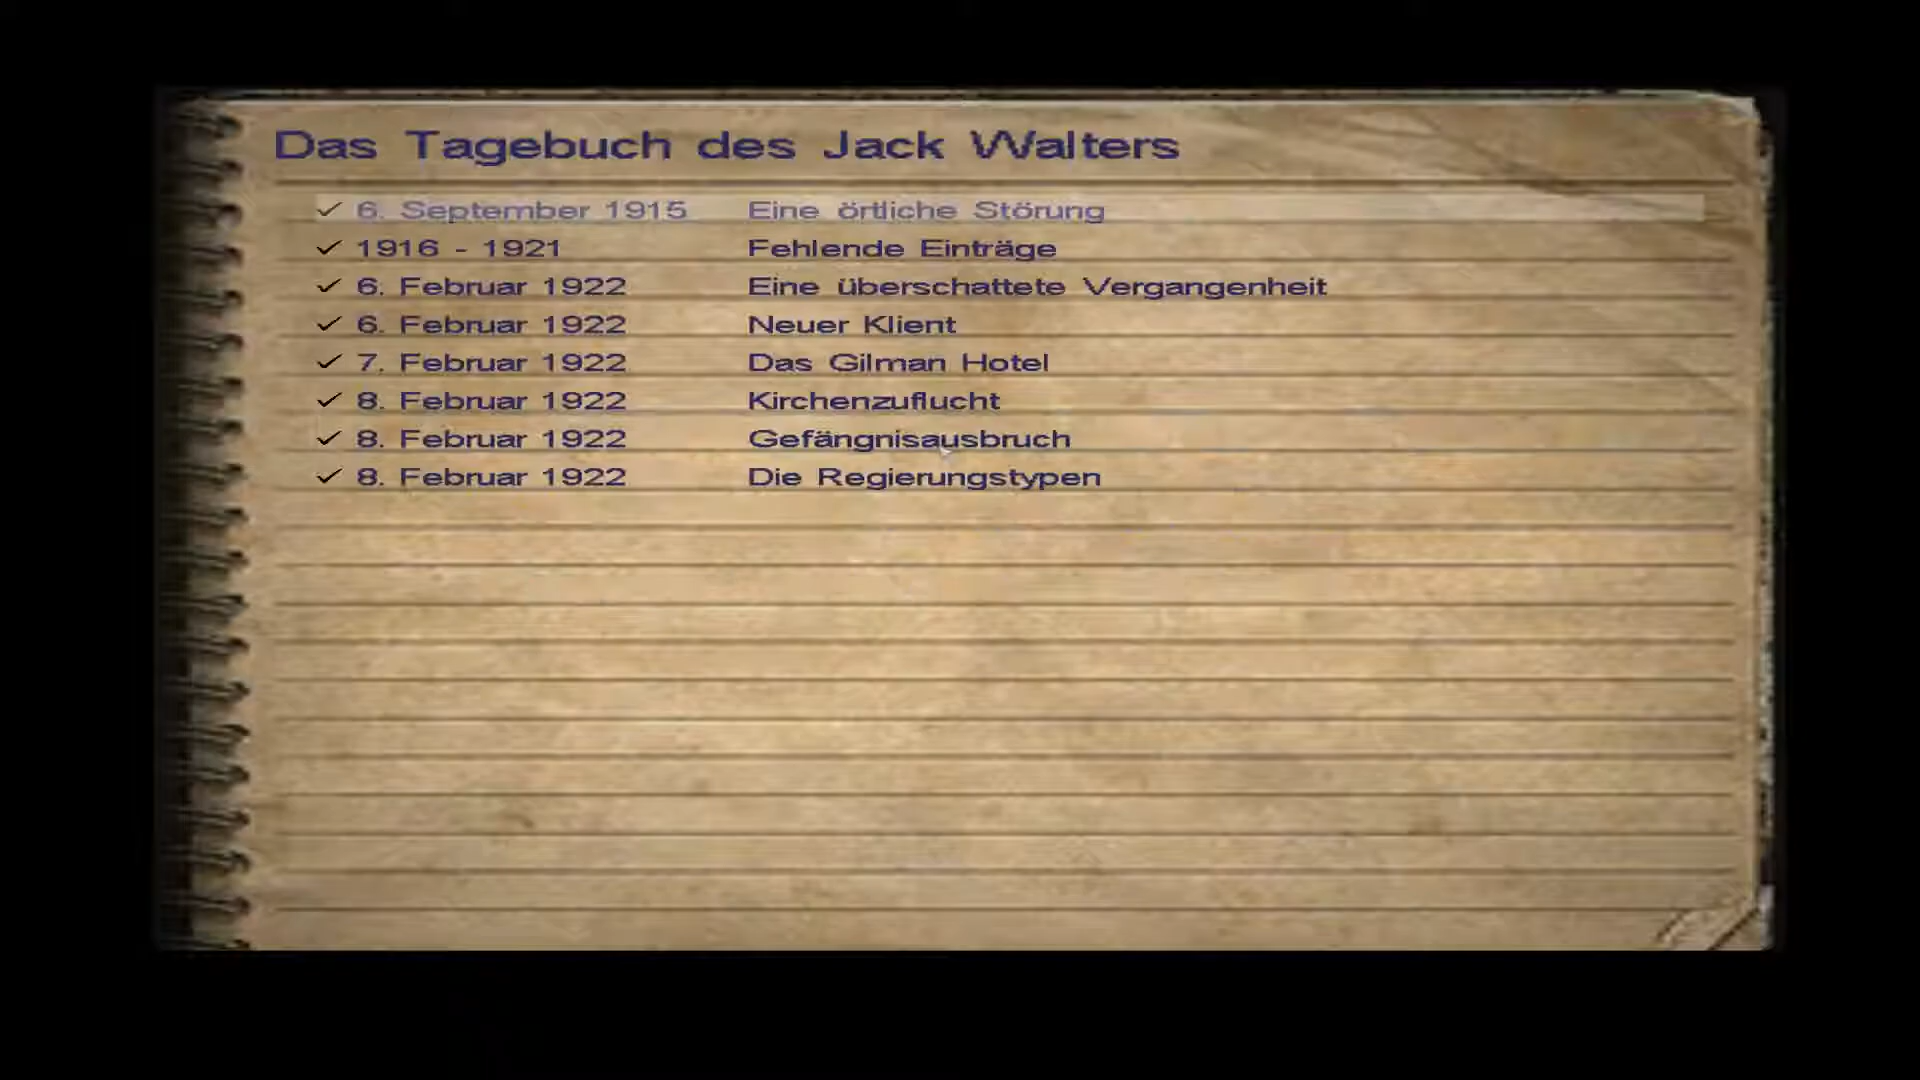 Das Tagebuch des Jack Walters
✓ 6. September 1915 Eine örtliche Störung
✓ 1916 - 1921 Fehlende Einträge
✓ 6. Februar 1922 Eine überschattete Vergangenheit
✓ 6. Februar 1922 Neuer Klient
✓ 7. Februar 1922 Das Gilman Hotel
✓ 8. Februar 1922 Kirchenzuflucht
✓ 8. Februar 1922 Gefängnisausbruch
✓ 8. Februar 1922 Die Regierungstypen